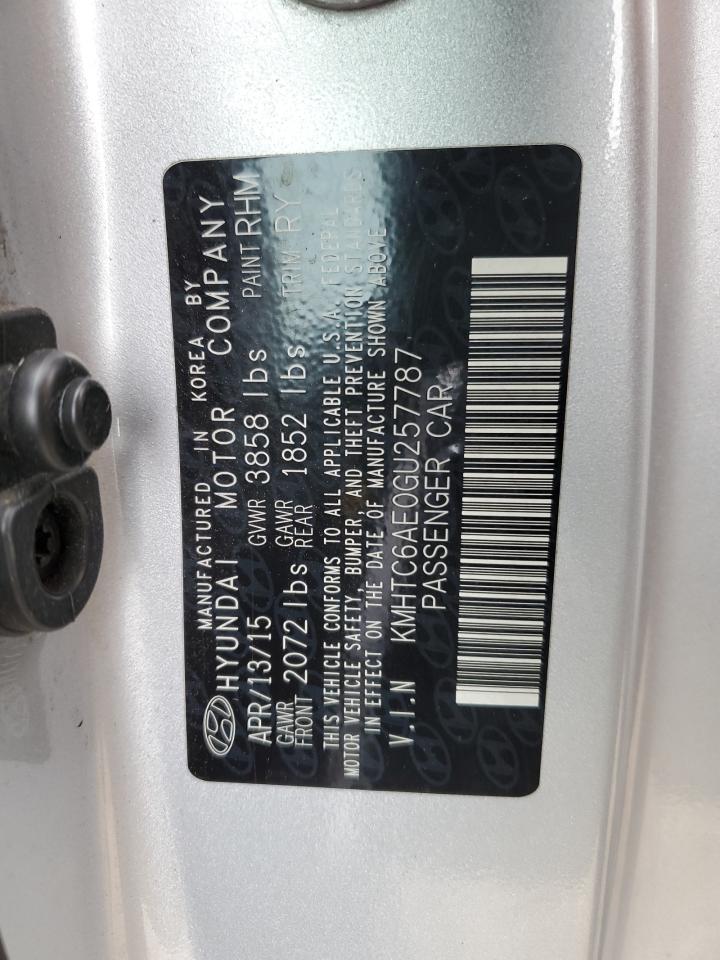 MANUFACTURED IN KOREA BY
HYUNDAI MOTOR COMPANY
APR/13/15 GVWR 3858 lbs PAINT RHM
GAWR FRONT 2072 lbs GAWR REAR 1852 lbs TRIM RY
THIS VEHICLE CONFORMS TO ALL APPLICABLE U.S.A. FEDERAL
MOTOR VEHICLE SAFETY, BUMPER, AND THEFT PREVENTION STANDARDS
IN EFFECT ON THE DATE OF MANUFACTURE SHOWN ABOVE
V.I.N KMHTC6AE0GU257787
PASSENGER CAR